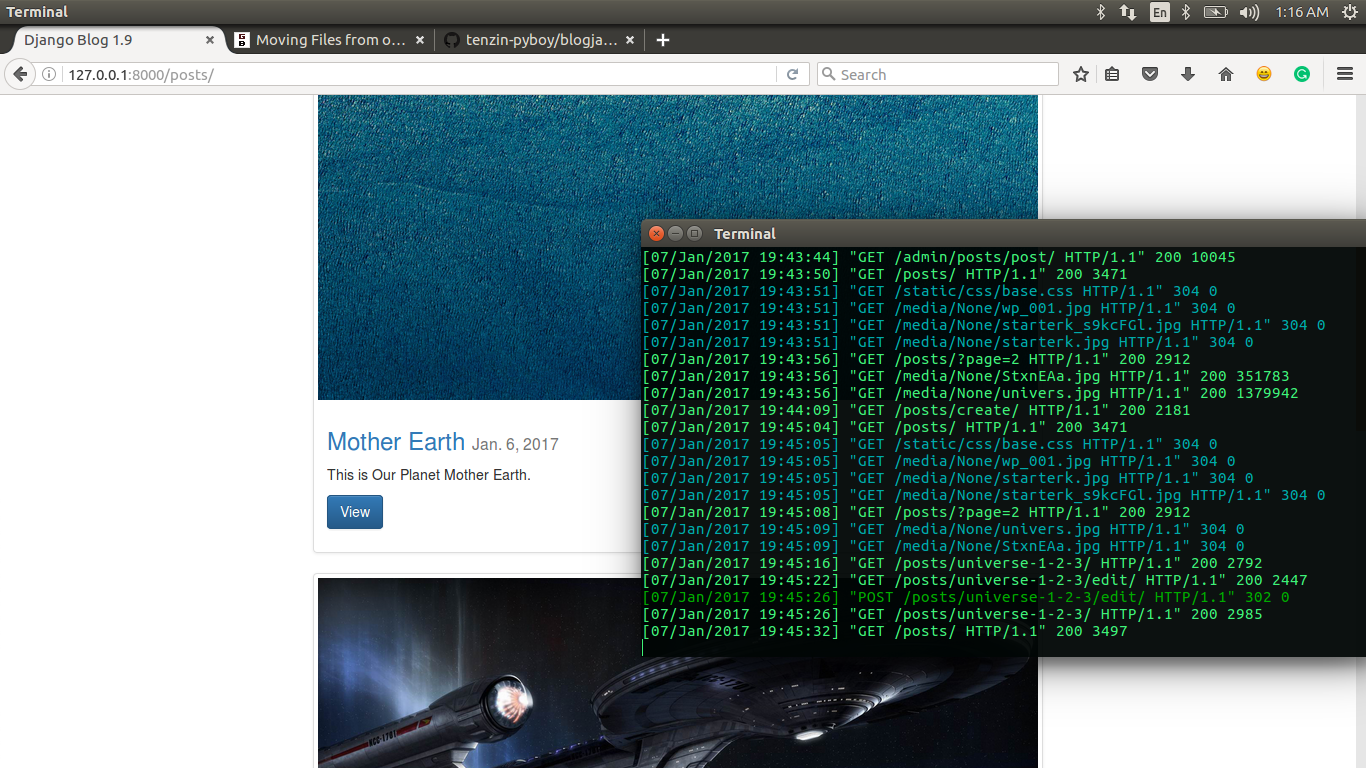 Terminal
En
1:16 AM
Django Blog 1.9
Moving Files from o...
tenzin-pyboy/blogja...
127.0.0.1:8000/posts/
Search
Mother Earth Jan. 6, 2017
This is Our Planet Mother Earth.
View
NCC-1701
Terminal
[07/Jan/2017 19:43:44] "GET /admin/posts/post/ HTTP/1.1" 200 10045
[07/Jan/2017 19:43:50] "GET /posts/ HTTP/1.1" 200 3471
[07/Jan/2017 19:43:51] "GET /static/css/base.css HTTP/1.1" 304 0
[07/Jan/2017 19:43:51] "GET /media/None/wp_001.jpg HTTP/1.1" 304 0
[07/Jan/2017 19:43:51] "GET /media/None/starterk_s9kcFGl.jpg HTTP/1.1" 304 0
[07/Jan/2017 19:43:51] "GET /media/None/starterk.jpg HTTP/1.1" 304 0
[07/Jan/2017 19:43:56] "GET /posts/?page=2 HTTP/1.1" 200 2912
[07/Jan/2017 19:43:56] "GET /media/None/StxnEAa.jpg HTTP/1.1" 200 351783
[07/Jan/2017 19:43:56] "GET /media/None/univers.jpg HTTP/1.1" 200 1379942
[07/Jan/2017 19:44:09] "GET /posts/create/ HTTP/1.1" 200 2181
[07/Jan/2017 19:45:04] "GET /posts/ HTTP/1.1" 200 3471
[07/Jan/2017 19:45:05] "GET /static/css/base.css HTTP/1.1" 304 0
[07/Jan/2017 19:45:05] "GET /media/None/wp_001.jpg HTTP/1.1" 304 0
[07/Jan/2017 19:45:05] "GET /media/None/starterk.jpg HTTP/1.1" 304 0
[07/Jan/2017 19:45:05] "GET /media/None/starterk_s9kcFGl.jpg HTTP/1.1" 304 0
[07/Jan/2017 19:45:08] "GET /posts/?page=2 HTTP/1.1" 200 2912
[07/Jan/2017 19:45:09] "GET /media/None/univers.jpg HTTP/1.1" 304 0
[07/Jan/2017 19:45:09] "GET /media/None/StxnEAa.jpg HTTP/1.1" 304 0
[07/Jan/2017 19:45:16] "GET /posts/universe-1-2-3/ HTTP/1.1" 200 2792
[07/Jan/2017 19:45:22] "GET /posts/universe-1-2-3/edit/ HTTP/1.1" 200 2447
[07/Jan/2017 19:45:26] "POST /posts/universe-1-2-3/edit/ HTTP/1.1" 302 0
[07/Jan/2017 19:45:26] "GET /posts/universe-1-2-3/ HTTP/1.1" 200 2985
[07/Jan/2017 19:45:32] "GET /posts/ HTTP/1.1" 200 3497